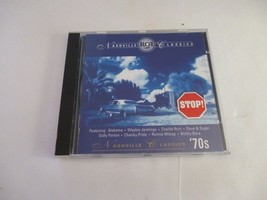 NASHVILLE RCA CLASSICS
STOP!
Featuring: Alabama • Waylon Jennings • Charlie Rich • Dave & Sugar
Dolly Parton • Charley Pride • Ronnie Milsap • Bobby Bare
NASHVILLE CLASSICS '70s